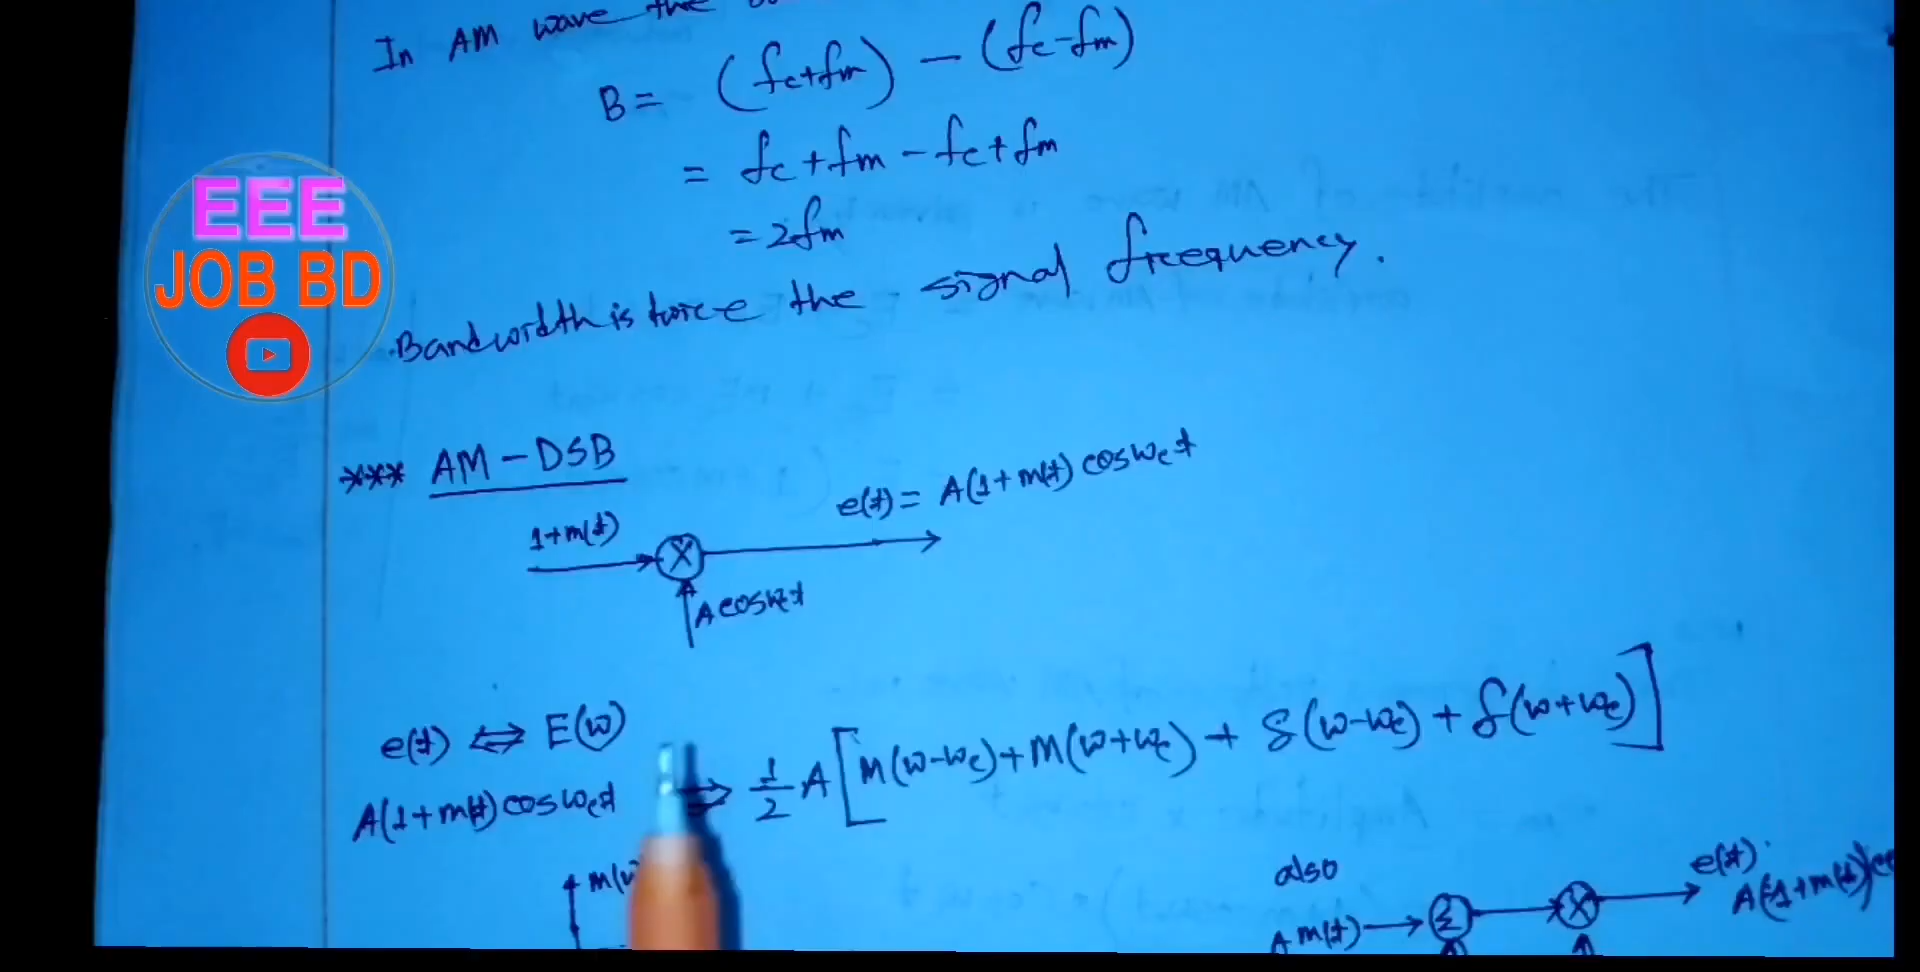 In AM wave the
B = (fc+fm) - (fc-fm)
= fc+fm-fc+fm
= 2fm
Bandwidth is twice the signal frequency.
EEE
JOB BD
*** AM-DSB
1+m(t)
X
e(t) = A(1+m(t) cosωct
A cosωct
e(t) ⇔ E(ω)
A(1+m(t) cosωct ⇔ 1/2 A [M(ω-ωc)+M(ω+ωc) + δ(ω-ωc) + δ(ω+ωc)]
also
e(t)
A m(t)
Σ
X